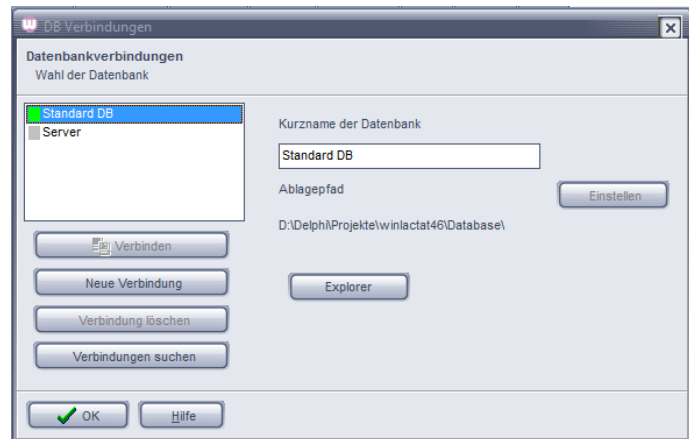 DB Verbindungen
Datenbankverbindungen
Wahl der Datenbank
Standard DB
Server
Kurzname der Datenbank
Standard DB
Ablagepfad
Einstellen
D:\Delphi\Projekte\winlactat46\Database\
Verbinden
Neue Verbindung
Explorer
Verbindung löschen
Verbindungen suchen
OK
Hilfe